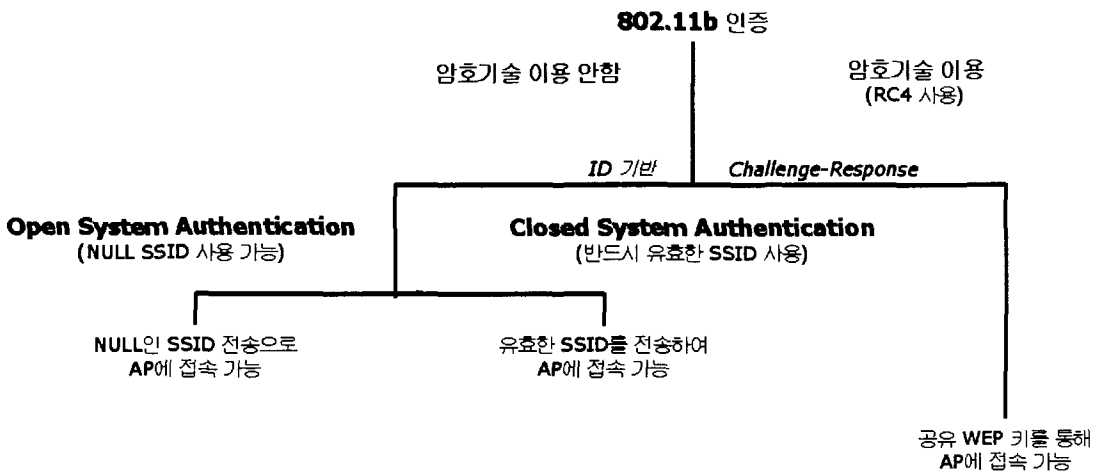 802.11b 인증
암호기술 이용 안함
암호기술 이용
(RC4 사용)
ID 기반
Challenge-Response
Open System Authentication
(NULL SSID 사용 가능)
Closed System Authentication
(반드시 유효한 SSID 사용)
NULL인 SSID 전송으로
AP에 접속 가능
유효한 SSID를 전송하여
AP에 접속 가능
공유 WEP 키를 통해
AP에 접속 가능